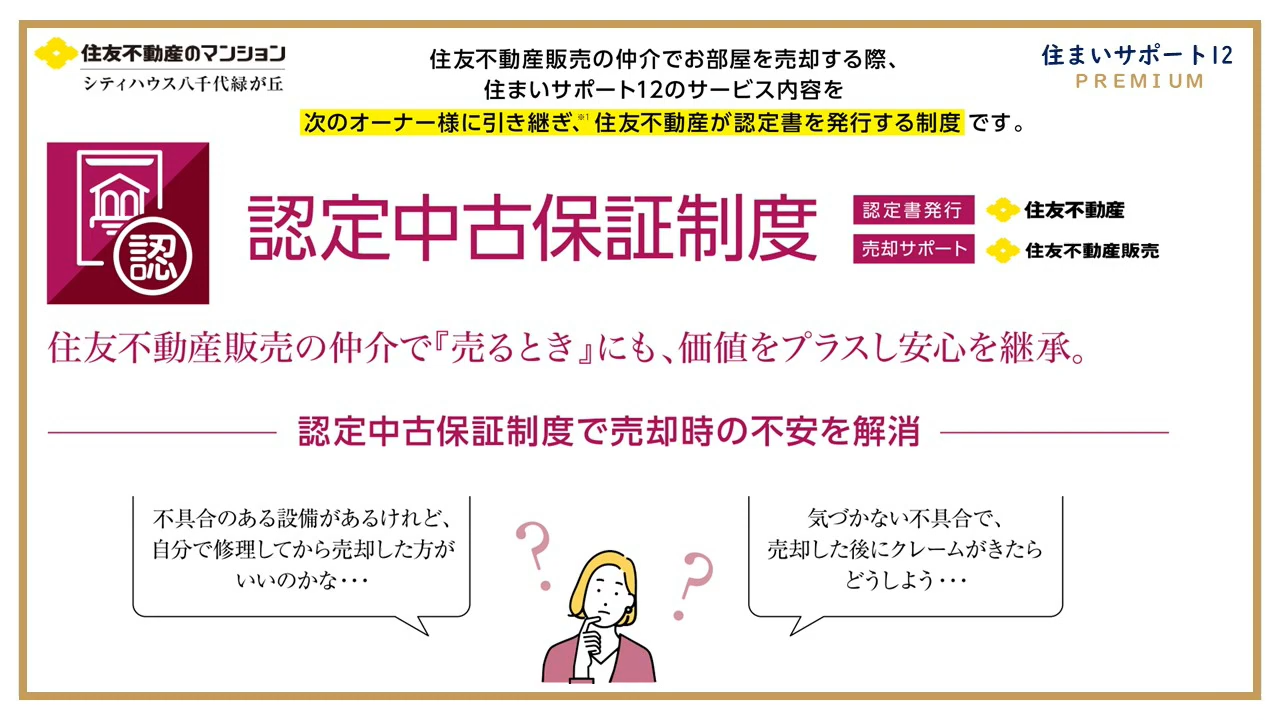 住友不動産のマンション
シティハウス八千代緑が丘
住友不動産販売の仲介でお部屋を売却する際、
住まいサポート12のサービス内容を
次のオーナー様に引き継ぎ、※1 住友不動産が認定書を発行する制度 です。
住まいサポート12
PREMIUM
認
認定中古保証制度
認定書発行 住友不動産
売却サポート 住友不動産販売
住友不動産販売の仲介で『売るとき』にも、価値をプラスし安心を継承。
認定中古保証制度で売却時の不安を解消
不具合のある設備があるけれど、
自分で修理してから売却した方が
いいのかな・・・
?
?
気づかない不具合で、
売却した後にクレームがきたら
どうしよう・・・